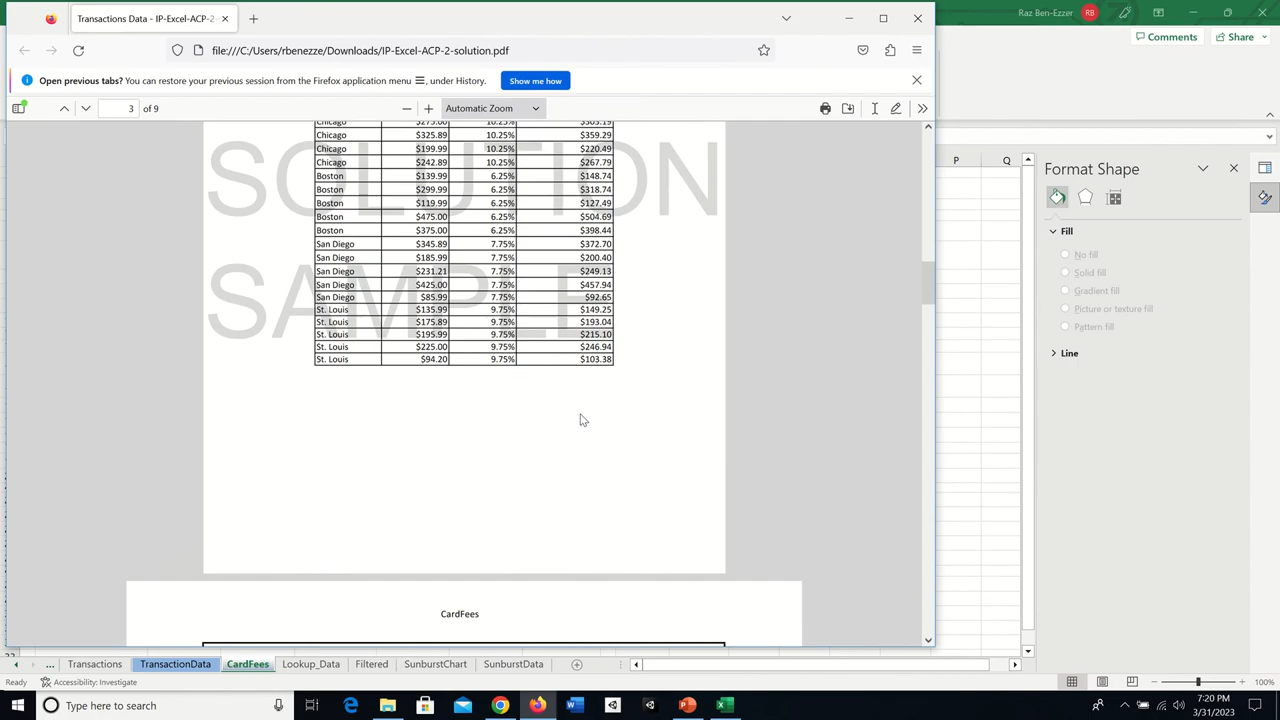 Transactions Data - IP-Excel-ACP-2
Raz Ben-Ezzer
RB
file:///C:/Users/rbenezze/Downloads/IP-Excel-ACP-2-solution.pdf
Comments
Share
Open previous tabs? You can restore your previous session from the Firefox application menu ☰, under History.
Show me how
3 of 9
Automatic Zoom
SOLUTION
SAMPLE
Chicago $275.00 10.25% $303.19
Chicago $325.89 10.25% $359.29
Chicago $199.99 10.25% $220.49
Chicago $242.89 10.25% $267.79
Boston $139.99 6.25% $148.74
Boston $299.99 6.25% $318.74
Boston $119.99 6.25% $127.49
Boston $475.00 6.25% $504.69
Boston $375.00 6.25% $398.44
San Diego $345.89 7.75% $372.70
San Diego $185.99 7.75% $200.40
San Diego $231.21 7.75% $249.13
San Diego $425.00 7.75% $457.94
San Diego $85.99 7.75% $92.65
St. Louis $135.99 9.75% $149.25
St. Louis $175.89 9.75% $193.04
St. Louis $195.99 9.75% $215.10
St. Louis $225.00 9.75% $246.94
St. Louis $94.20 9.75% $103.38
CardFees
P Q
Format Shape
Fill
No fill
Solid fill
Gradient fill
Picture or texture fill
Pattern fill
Line
... Transactions TransactionData CardFees Lookup_Data Filtered SunburstChart SunburstData
Ready Accessibility: Investigate 100%
Type here to search
7:20 PM
3/31/2023